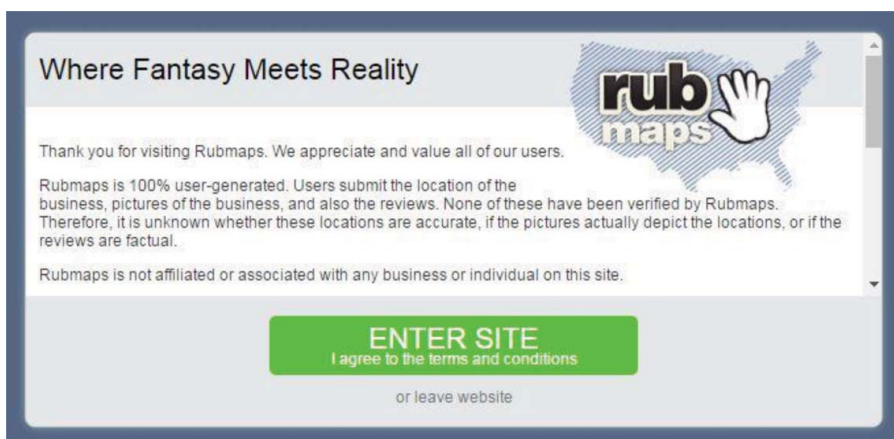 Where Fantasy Meets Reality
rub
maps
Thank you for visiting Rubmaps. We appreciate and value all of our users.
Rubmaps is 100% user-generated. Users submit the location of the
business, pictures of the business, and also the reviews. None of these have been verified by Rubmaps.
Therefore, it is unknown whether these locations are accurate, if the pictures actually depict the locations, or if the
reviews are factual.
Rubmaps is not affiliated or associated with any business or individual on this site.
ENTER SITE
I agree to the terms and conditions
or leave website